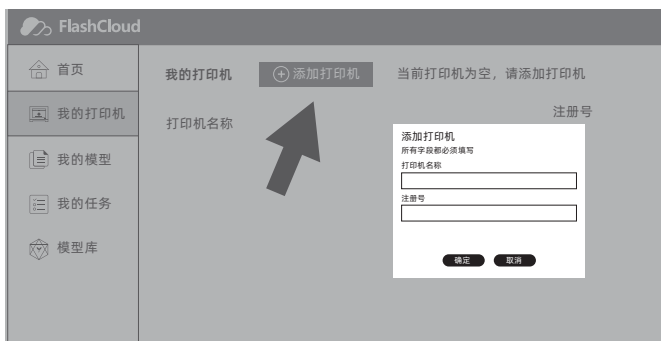 FlashCloud
首页
我的打印机
我的模型
我的任务
模型库
我的打印机 添加打印机 当前打印机为空，请添加打印机
打印机名称 注册号
添加打印机
所有字段都必须填写
打印机名称
注册号
确定 取消